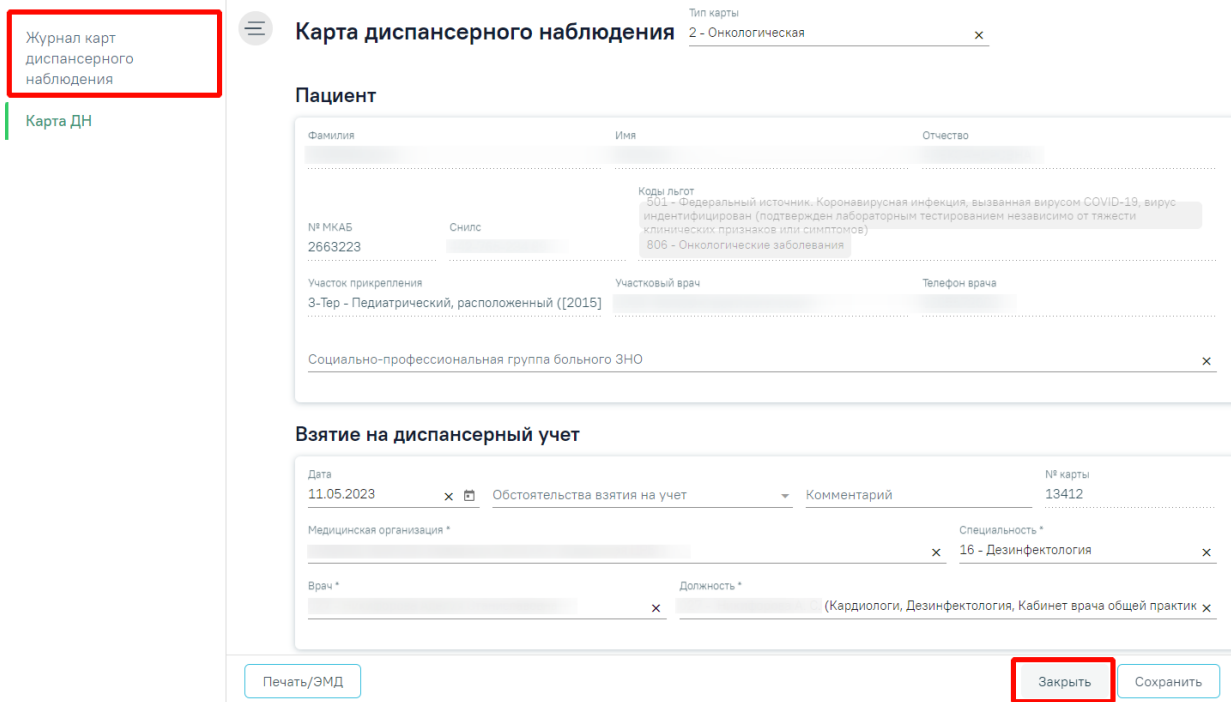 Журнал карт
диспансерного
наблюдения
Карта ДН
Карта диспансерного наблюдения
Тип карты
2 - Онкологическая
Пациент
Фамилия
Имя
Отчество
Коды льгот
501 - Федеральный источник. Коронавирусная инфекция, вызванная вирусом COVID-19, вирус
индентифицирован (подтвержден лабораторным тестированием независимо от тяжести
клинических признаков или симптомов)
806 - Онкологические заболевания
№ МКАБ
Снилс
2663223
Участок прикрепления
Участковый врач
Телефон врача
3-Тер - Педиатрический, расположенный ([2015]
Социально-профессиональная группа больного ЗНО
Взятие на диспансерный учет
Дата
№ карты
11.05.2023
Обстоятельства взятия на учет
Комментарий
13412
Медицинская организация *
Специальность *
16 - Дезинфектология
Врач *
Должность *
(Кардиологи, Дезинфектология, Кабинет врача общей практик
Печать/ЭМД
Закрыть
Сохранить